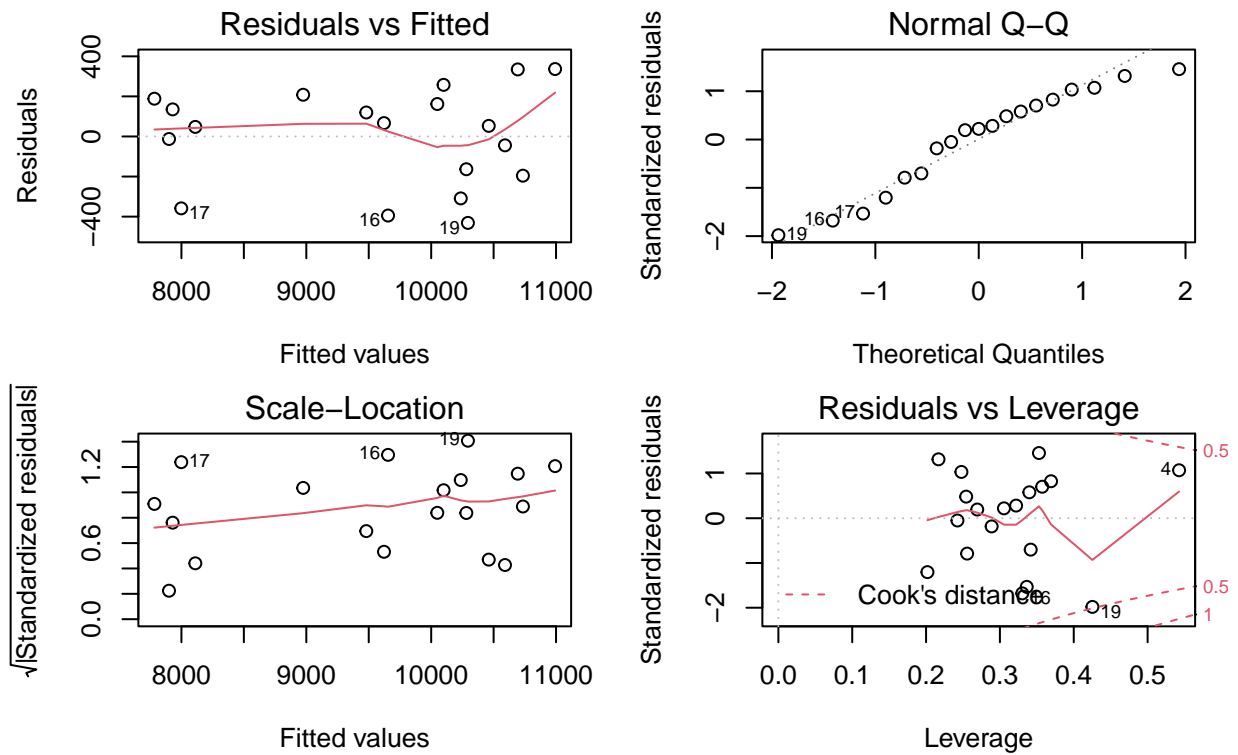 Residuals vs Fitted
Residuals
400
0
−400
17
16
19
8000 9000 10000 11000
Fitted values
Normal Q−Q
Standardized residuals
1
0
−2
19
16
17
−2 −1 0 1 2
Theoretical Quantiles
Scale−Location
√|Standardized residuals|
1.2
0.6
0.0
17
16
19
8000 9000 10000 11000
Fitted values
Residuals vs Leverage
Standardized residuals
1
0
−2
4
16
19
Cook's distance
0.5
0.5
1
0.0 0.1 0.2 0.3 0.4 0.5
Leverage